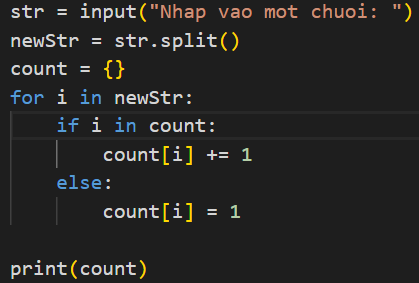 str = input("Nhap vao mot chuoi: ")
newStr = str.split()
count = {}
for i in newStr:
    if i in count:
        count[i] += 1
    else:
        count[i] = 1
print(count)